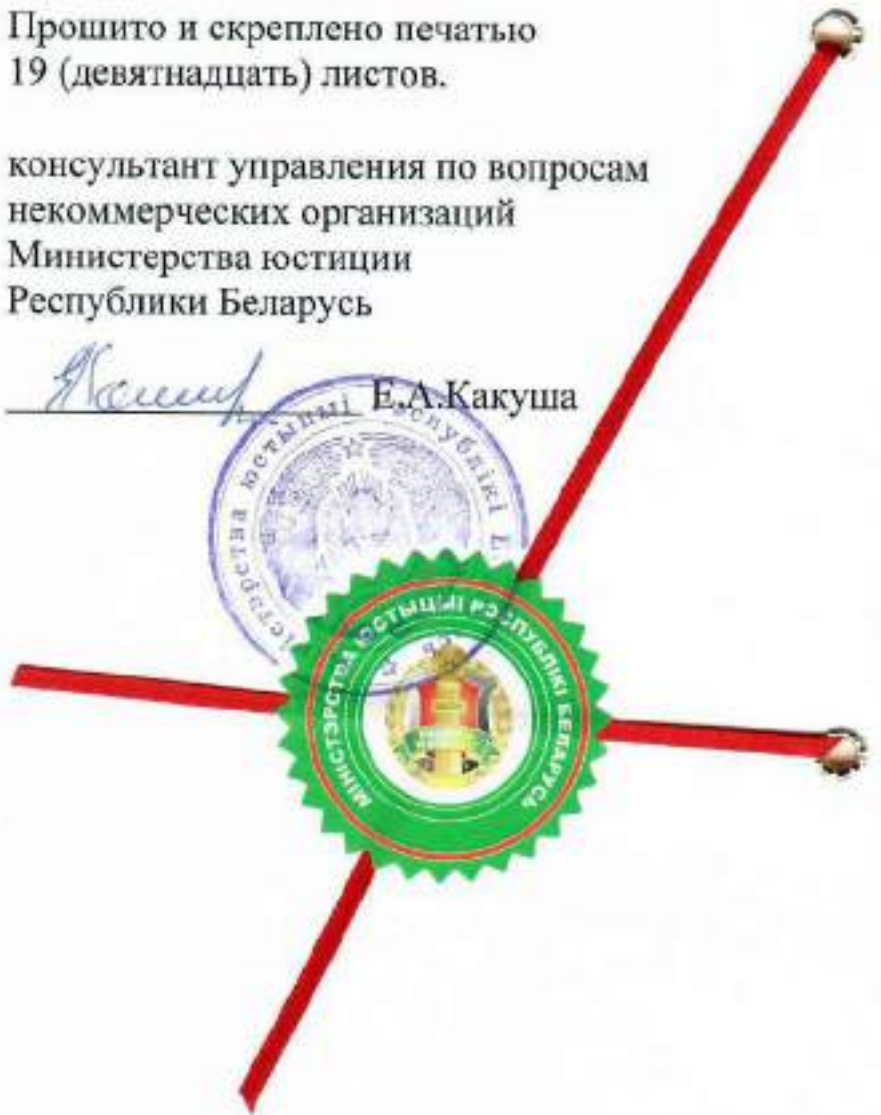 Прошито и скреплено печатью
19 (девятнадцать) листов.
консультант управления по вопросам
некоммерческих организаций
Министерства юстиции
Республики Беларусь
Е.А.Какуша
юстыцыі
МІНІСТЭРСТВА ЮСТЫЦЫІ РЭСПУБЛІКІ БЕЛАРУСЬ